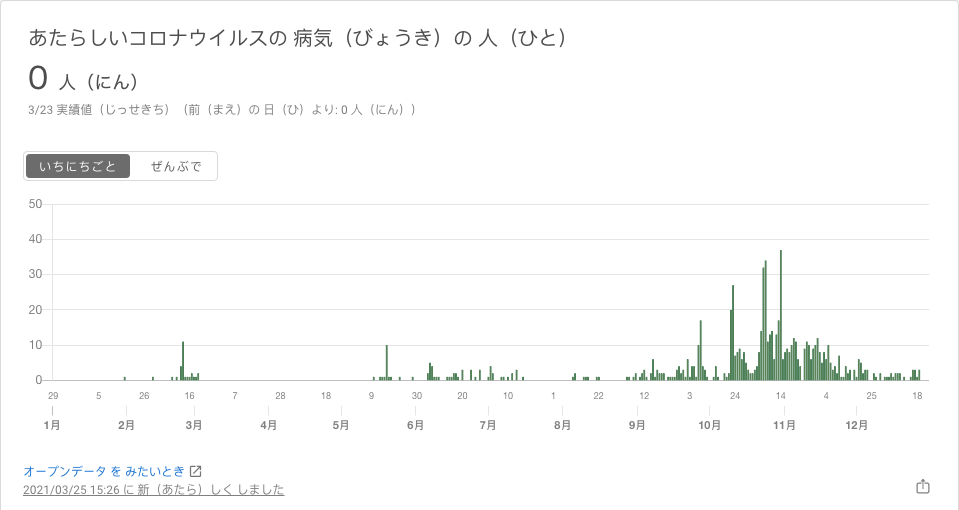 あたらしいコロナウイルスの 病気（びょうき）の 人（ひと）
0 人（にん）
3/23 実績値（じっせきち）（前（まえ）の 日（ひ）より: 0 人（にん））
いちにちごと ぜんぶで
50
40
30
20
10
0
29 5 26 16 7 28 18 9 30 20 10 1 22 12 3 24 14 4 25 18
1月 2月 3月 4月 5月 6月 7月 8月 9月 10月 11月 12月
オープンデータ を みたいとき
2021/03/25 15:26 に 新（あたら）しく しました